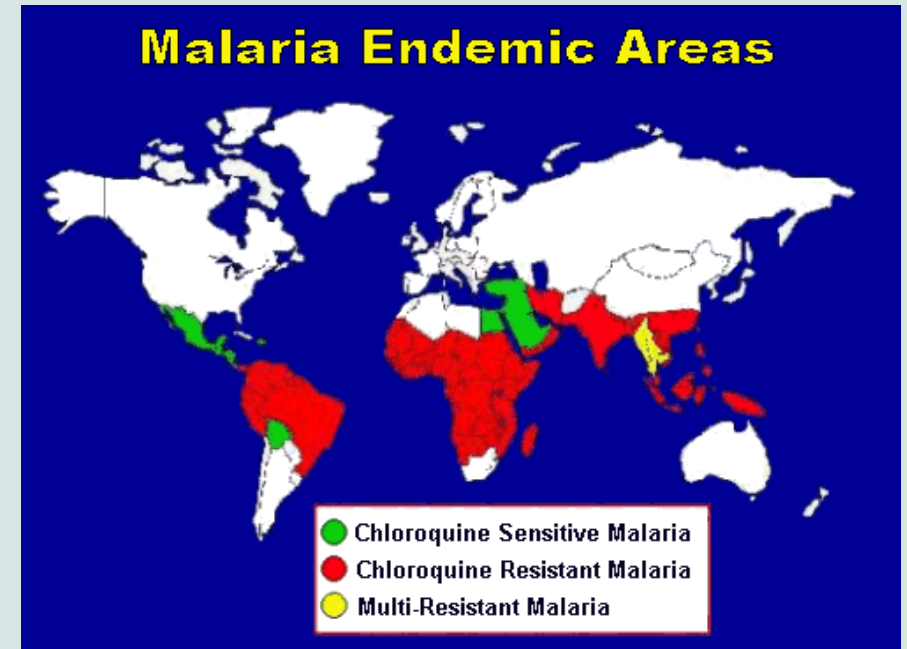 Malaria Endemic Areas
Chloroquine Sensitive Malaria
Chloroquine Resistant Malaria
Multi-Resistant Malaria